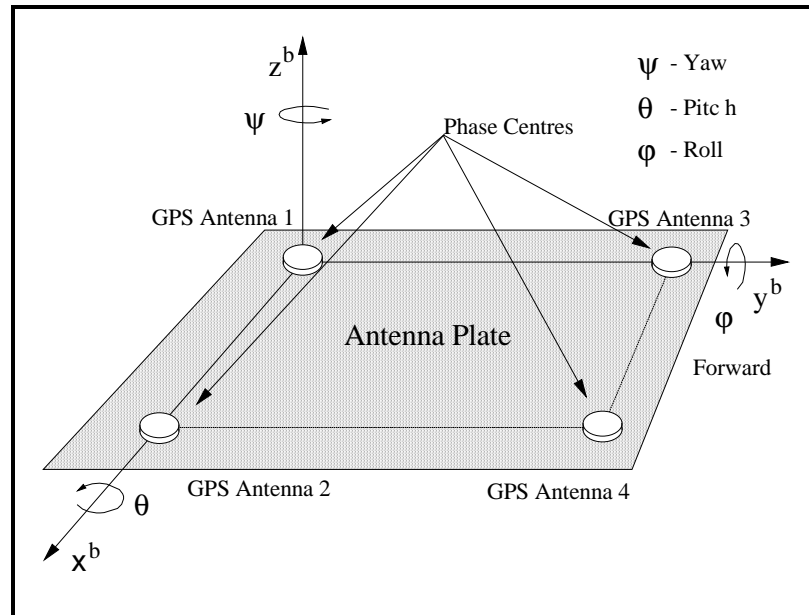 z^b
ψ - Yaw
ψ
θ - Pitc h
Phase Centres
φ - Roll
GPS Antenna 1
GPS Antenna 3
y^b
φ
Antenna Plate
Forward
GPS Antenna 2
GPS Antenna 4
θ
x^b